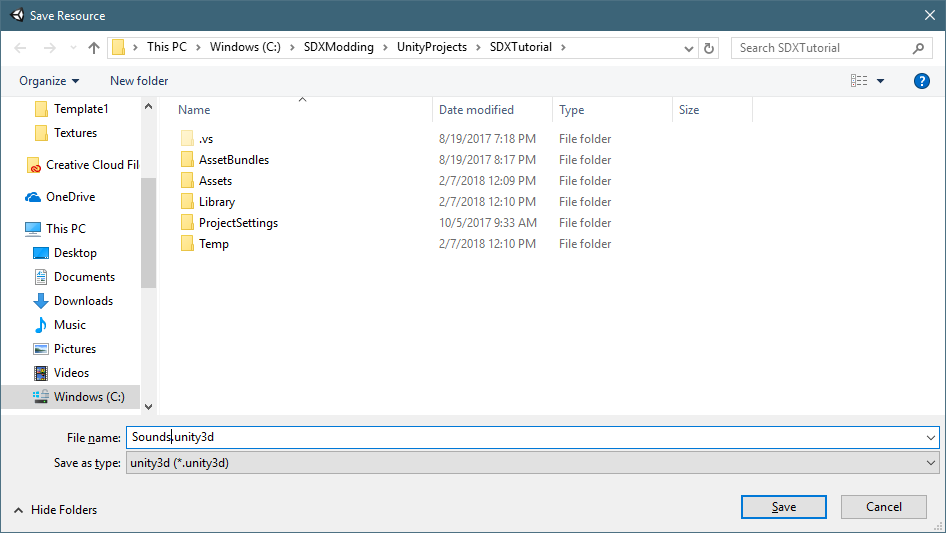 Save Resource
This PC > Windows (C:) > SDXModding > UnityProjects > SDXTutorial >
Search SDXTutorial
Organize
New folder
?
Name
Date modified
Type
Size
Template1
Textures
Creative Cloud Fil
OneDrive
This PC
Desktop
Documents
Downloads
Music
Pictures
Videos
Windows (C:)
.vs 8/19/2017 7:18 PM File folder
AssetBundles 8/19/2017 8:17 PM File folder
Assets 2/7/2018 12:09 PM File folder
Library 2/7/2018 12:10 PM File folder
ProjectSettings 10/5/2017 9:33 AM File folder
Temp 2/7/2018 12:10 PM File folder
File name: Sounds.unity3d
Save as type: unity3d (*.unity3d)
Hide Folders
Save
Cancel